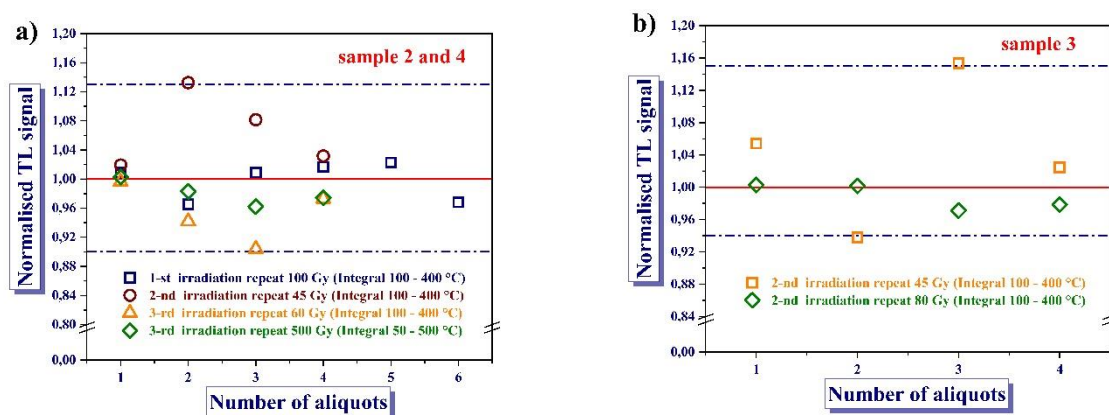 a)
sample 2 and 4
Normalised TL signal
1,20
1,16
1,12
1,08
1,04
1,00
0,96
0,92
0,88
0,84
0,80
0,00
1-st irradiation repeat 100 Gy (Integral 100 - 400 °C)
2-nd irradiation repeat 45 Gy (Integral 100 - 400 °C)
3-rd irradiation repeat 60 Gy (Integral 100 - 400 °C)
3-rd irradiation repeat 500 Gy (Integral 50 - 500 °C)
1 2 3 4 5 6
Number of aliquots
b)
sample 3
Normalised TL signal
1,20
1,16
1,12
1,08
1,04
1,00
0,96
0,92
0,88
0,84
0,00
2-nd irradiation repeat 45 Gy (Integral 100 - 400 °C)
2-nd irradiation repeat 80 Gy (Integral 100 - 400 °C)
1 2 3 4
Number of aliquots